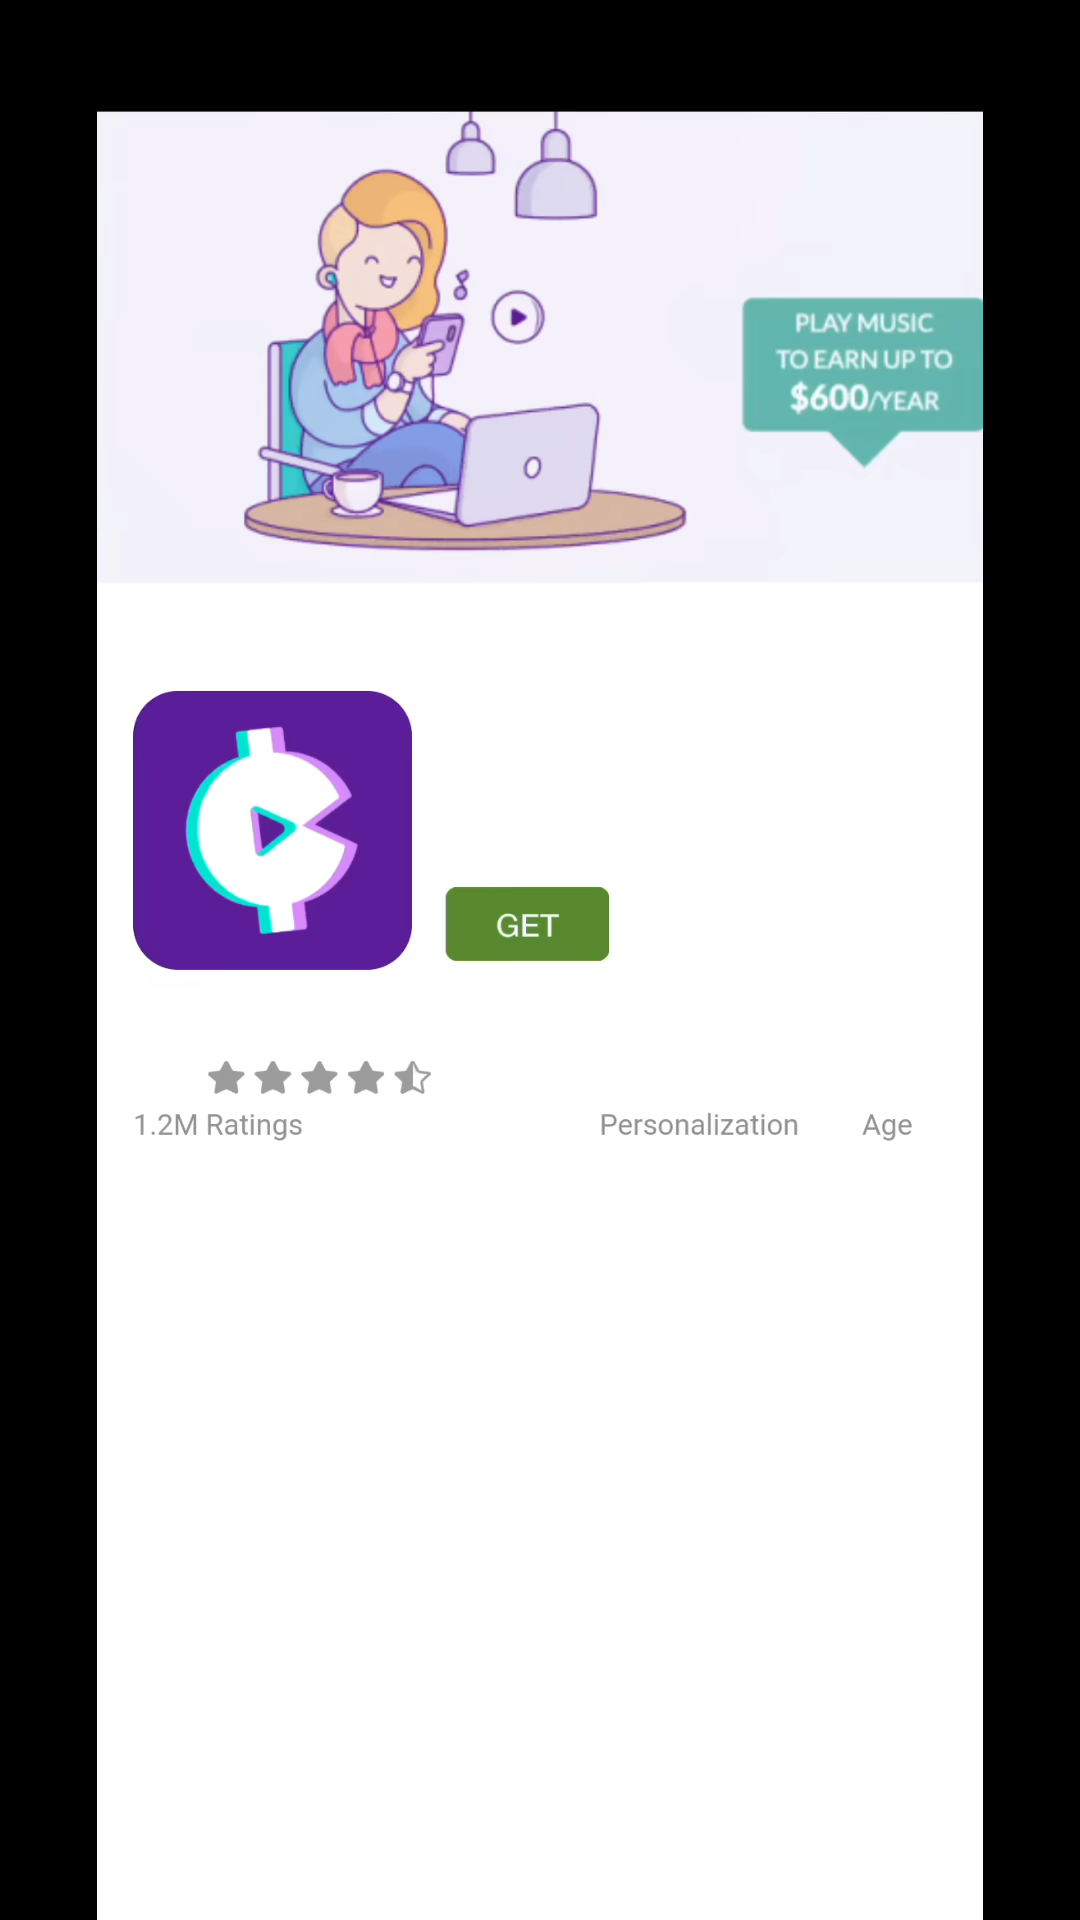 PLAY MUSIC
TO EARN UP TO
$600/YEAR
GET
1.2M Ratings
Personalization
Age